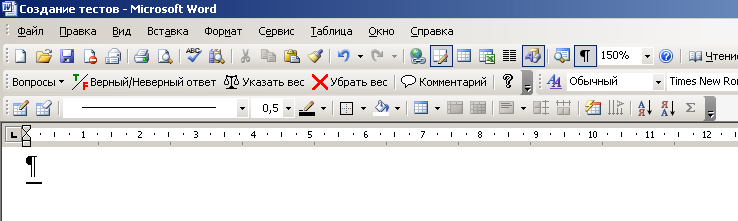 Создание тестов - Microsoft Word
Файл Правка Вид Вставка Формат Сервис Таблица Окно Справка
ABC ¶ 150% ? Чтени
Вопросы T/F Верный/Неверный ответ Указать вес Убрать вес Комментарий ? Обычный Times New Ro
0,5 А Я Я А Σ
L 1 2 3 4 5 6 7 8 9 10 11 12
¶